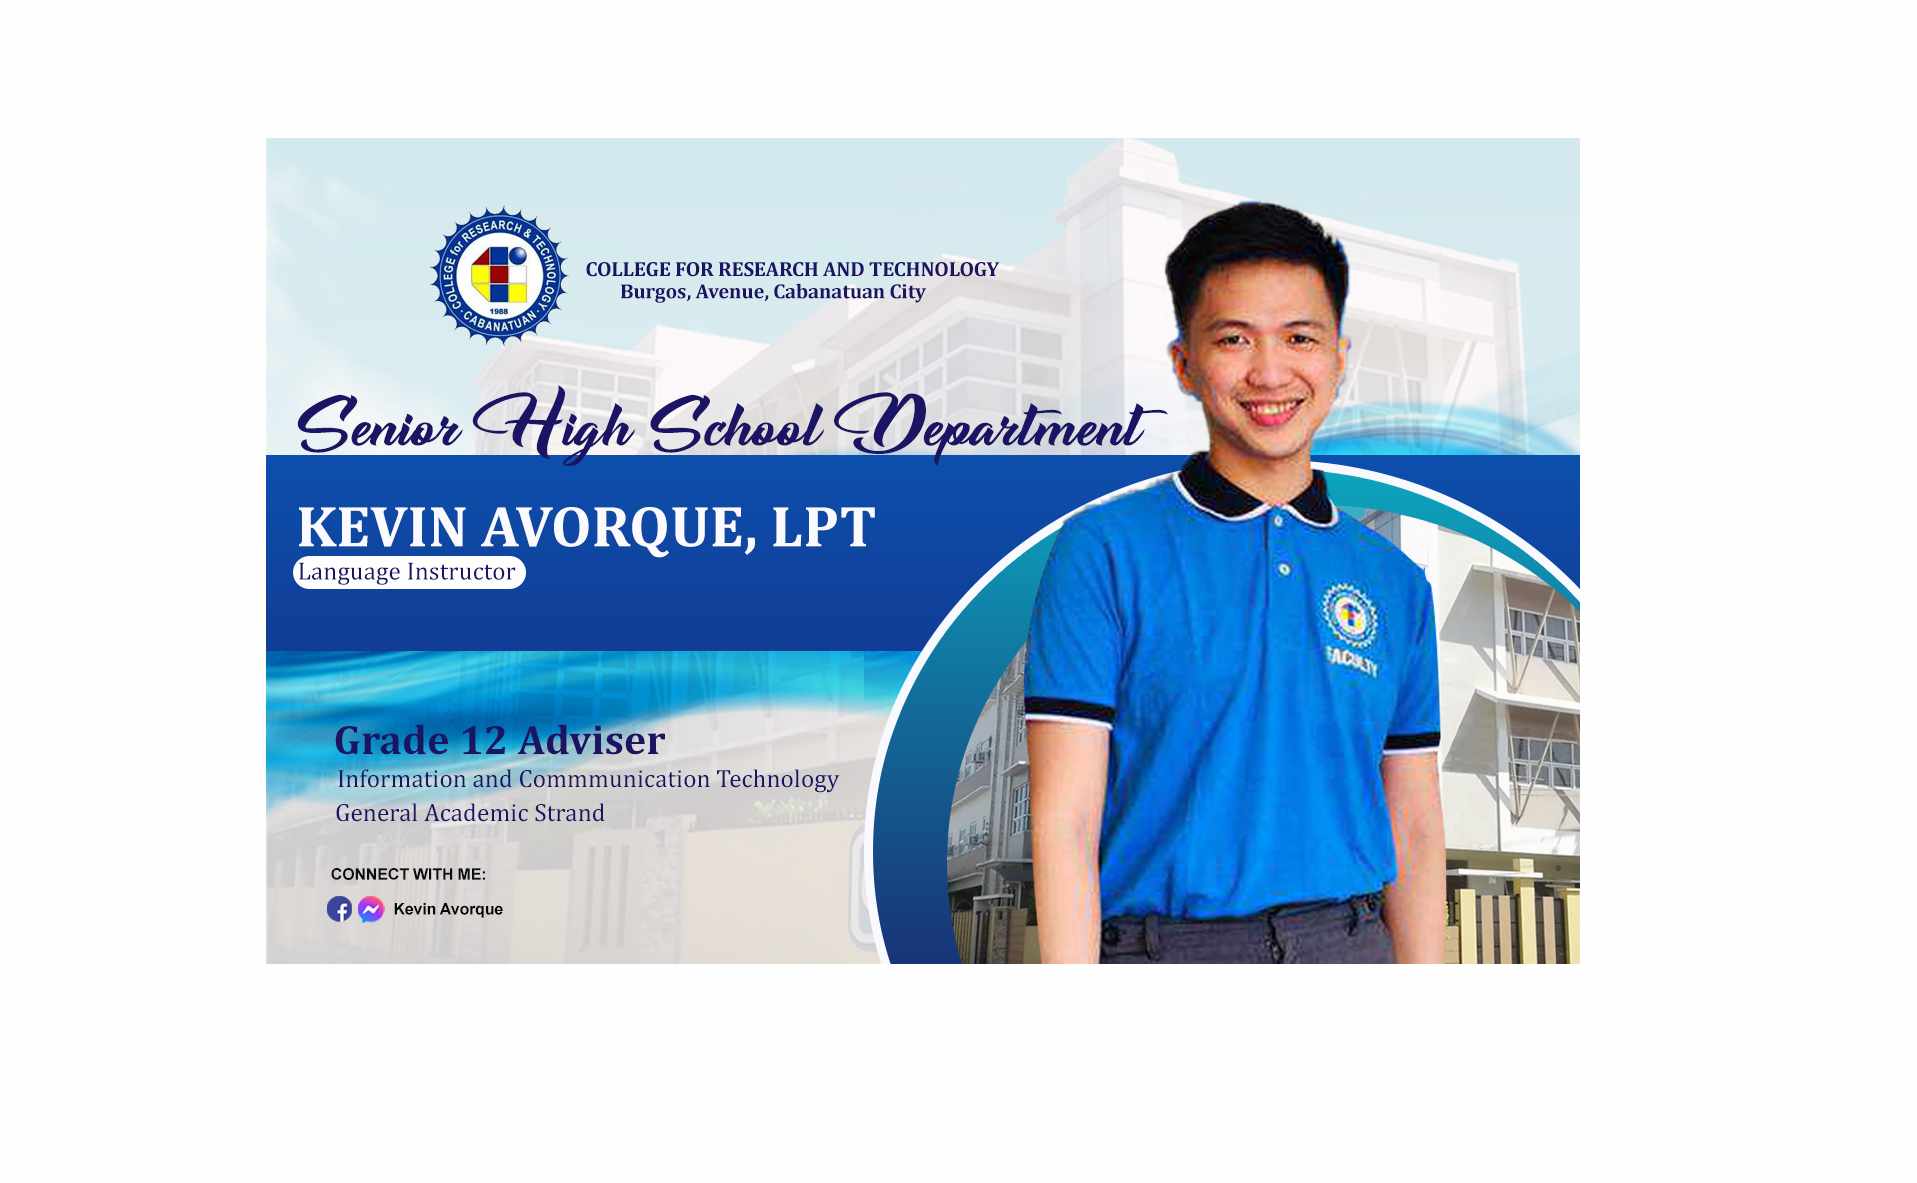 COLLEGE for RESEARCH & TECHNOLOGY
· CABANATUAN ·
1988
COLLEGE FOR RESEARCH AND TECHNOLOGY
Burgos, Avenue, Cabanatuan City
Senior High School Department
KEVIN AVORQUE, LPT
Language Instructor
FACULTY
Grade 12 Adviser
Information and Commmunication Technology
General Academic Strand
CONNECT WITH ME:
Kevin Avorque